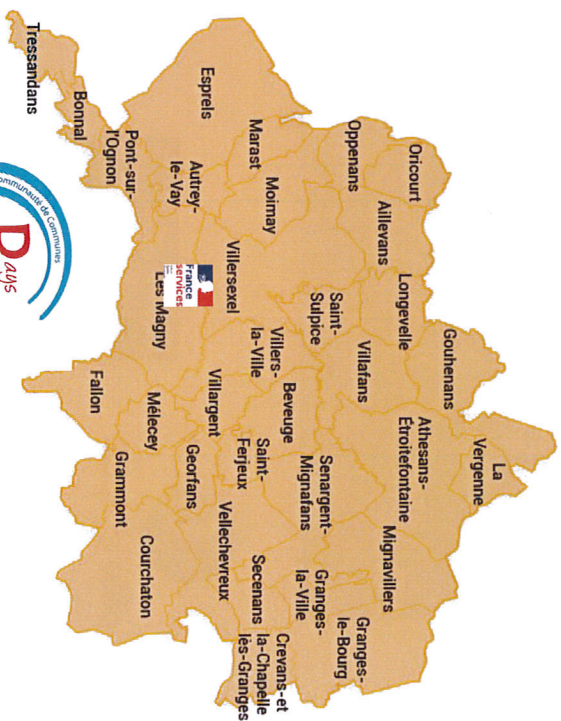 La
Vergenne
Gouhenans
Athesans-
Étroitefontaine
Mignavillers
Granges-
le-Bourg
Oricourt
Longevelle
Aillevans
Oppenans
Villafans
Senargent-
Mignafans
Granges-
la-Ville
Saint-
Sulpice
Beveuge
Saint-
Ferjeux
Secenans
Crevans-et
la-Chapelle
lès-Granges
Marast
Moimay
Villersexel
Villers-
la-Ville
Villargent
Vellechevreux
Esprels
Autrey-
le-Vay
France
services
Les Magny
Georfans
Mélecey
Courchaton
Pont-sur-
l'Ognon
Fallon
Grammont
Bonnal
Tressandans
ommunauté de Communes
Pays